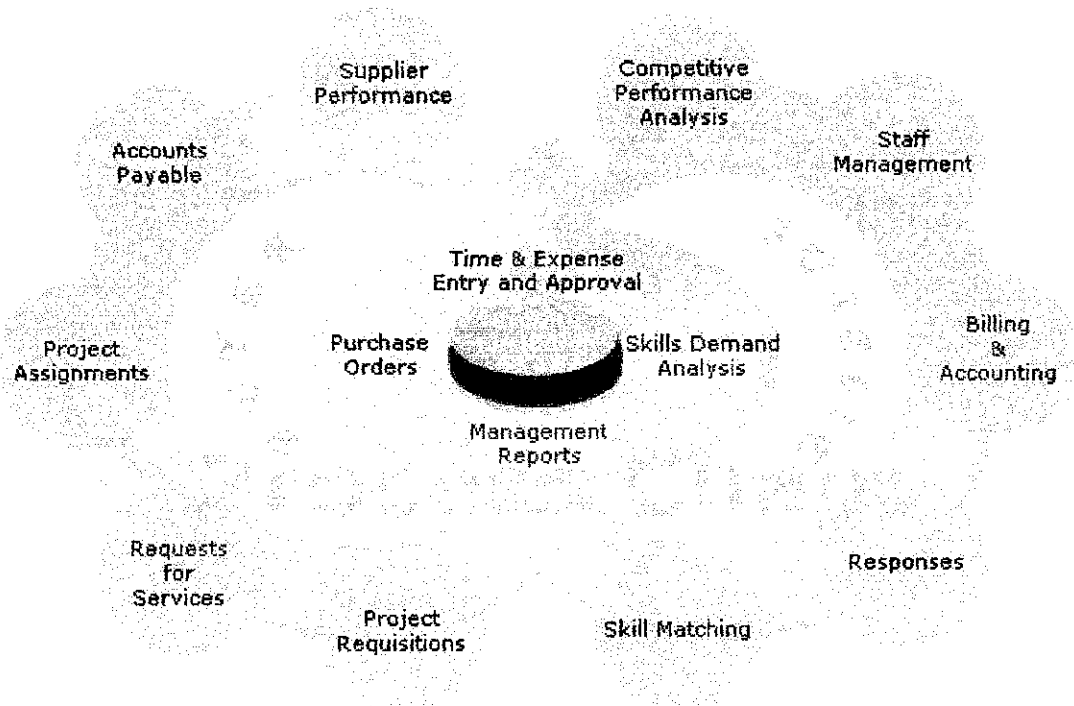 Supplier
Performance
Competitive
Performance
Analysis
Staff
Management
Accounts
Payable
Time & Expense
Entry and Approval
Purchase
Orders
Skills Demand
Analysis
Management
Reports
Project
Assignments
Billing
&
Accounting
Requests
for
Services
Project
Requisitions
Skill Matching
Responses